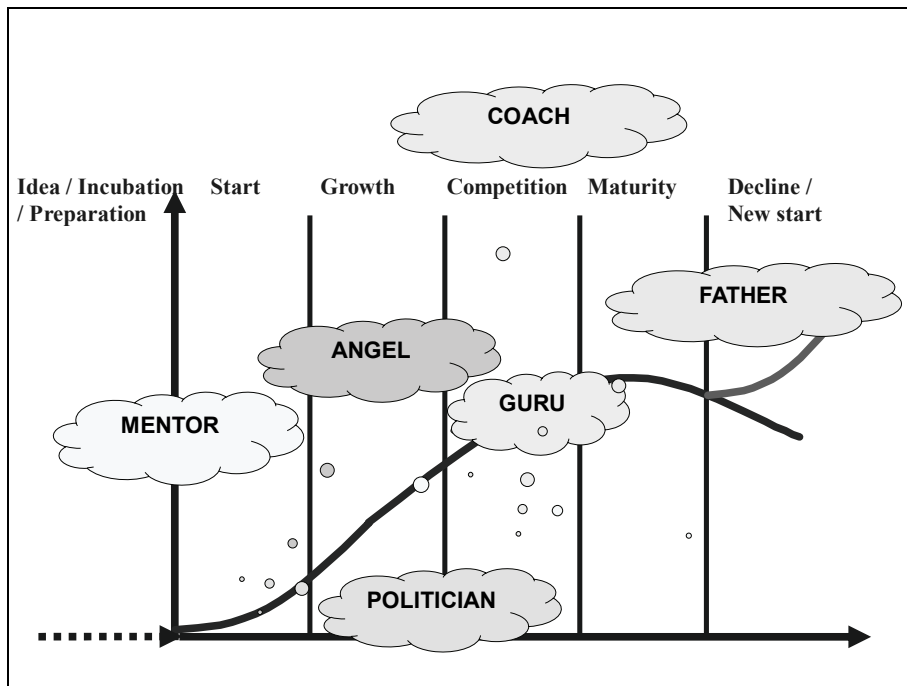 COACH
Idea / Incubation
/ Preparation
Start
Growth
Competition
Maturity
Decline /
New start
FATHER
ANGEL
GURU
MENTOR
POLITICIAN